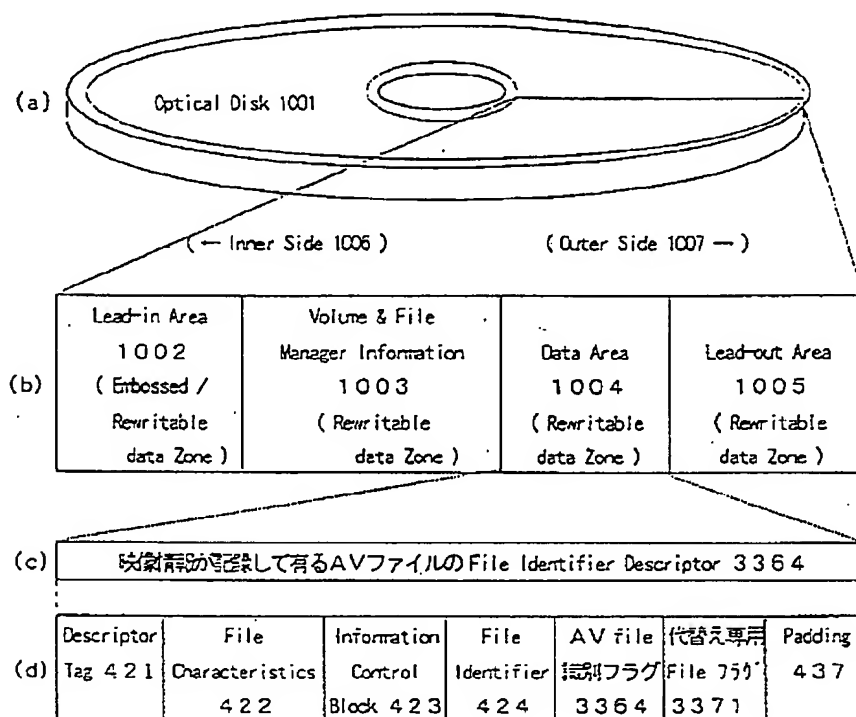 (a)
Optical Disk 1001
(← Inner Side 1006 )
(Outer Side 1007 →)
(b)
Lead-in Area
1002
( Embossed /
Rewritable
data Zone )
Volume & File
Manager Information
1003
( Rewritable
data Zone )
Data Area
1004
( Rewritable
data Zone )
Lead-out Area
1005
( Rewritable
data Zone )
(c)
映像情報が記録して有るAVファイルのFile Identifier Descriptor 3364
(d)
Descriptor
Tag 421
File
Characteristics
422
Information
Control
Block 423
File
Identifier
424
AV file
識別フラグ
3364
代替え専用
File フラグ
3371
Padding
437